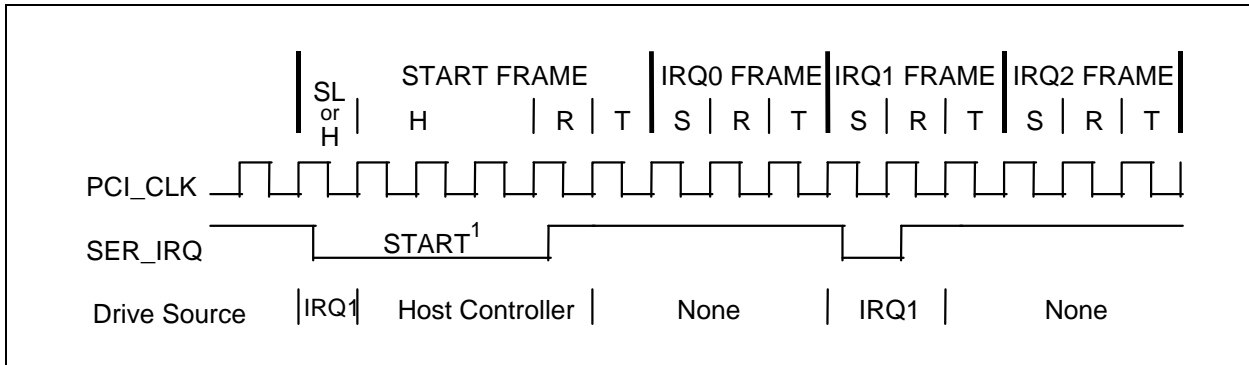 START FRAME IRQ0 FRAME IRQ1 FRAME IRQ2 FRAME
SL
or
H
H R T S R T S R T S R T
PCI_CLK
SER_IRQ START1
Drive Source IRQ1 Host Controller None IRQ1 None